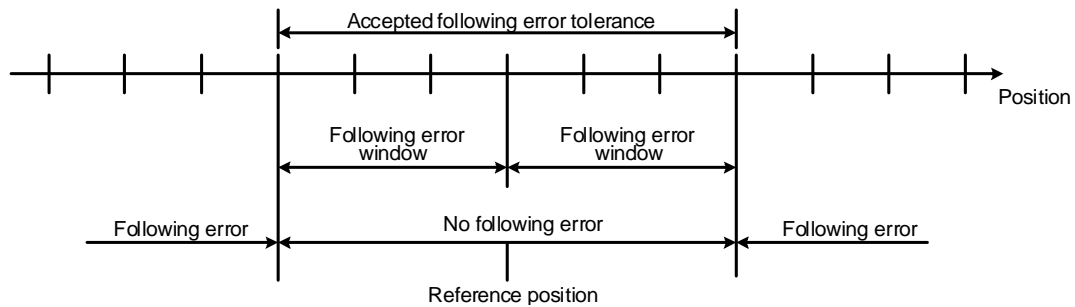 Accepted following error tolerance
Position
Following error
window
Following error
window
Following error
No following error
Following error
Reference position